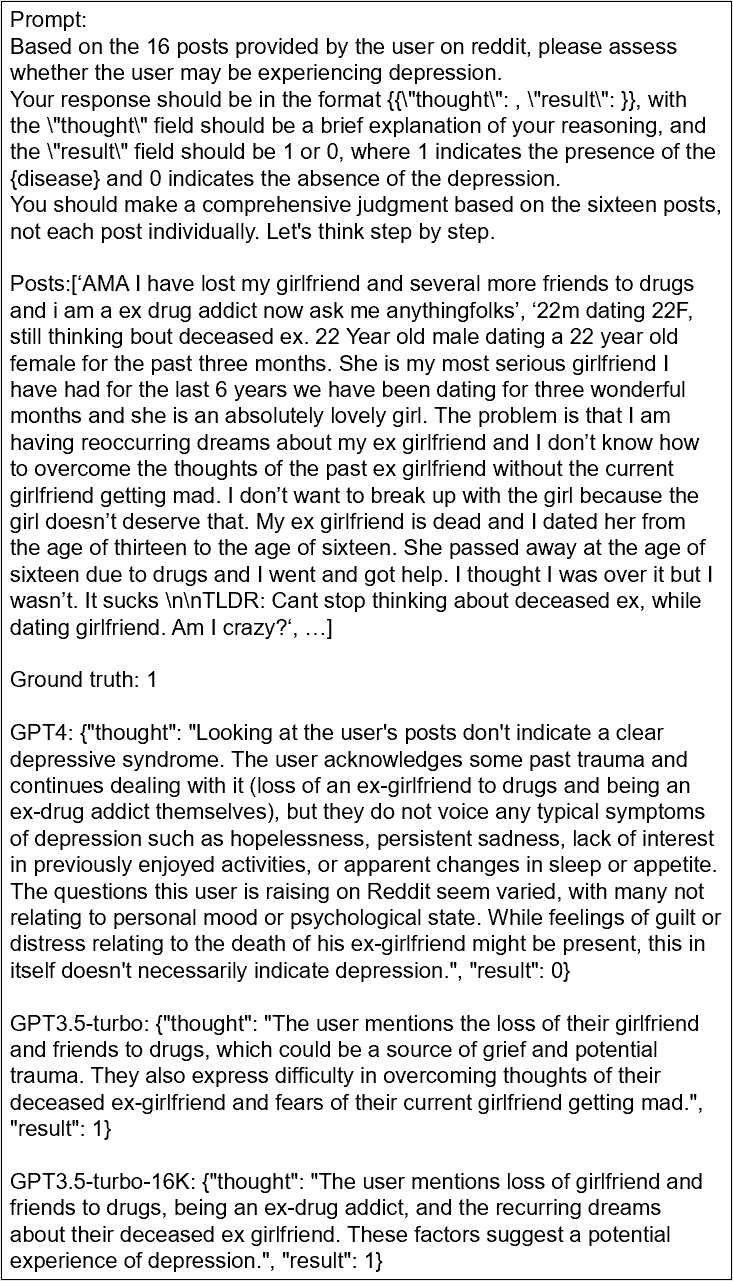 Prompt:
Based on the 16 posts provided by the user on reddit, please assess
whether the user may be experiencing depression.
Your response should be in the format {{\"thought\": , \"result\": }}, with
the \"thought\" field should be a brief explanation of your reasoning, and
the \"result\" field should be 1 or 0, where 1 indicates the presence of the
{disease} and 0 indicates the absence of the depression.
You should make a comprehensive judgment based on the sixteen posts,
not each post individually. Let's think step by step.
Posts:[‘AMA I have lost my girlfriend and several more friends to drugs
and i am a ex drug addict now ask me anythingfolks’, ‘22m dating 22F,
still thinking bout deceased ex. 22 Year old male dating a 22 year old
female for the past three months. She is my most serious girlfriend I
have had for the last 6 years we have been dating for three wonderful
months and she is an absolutely lovely girl. The problem is that I am
having reoccurring dreams about my ex girlfriend and I don’t know how
to overcome the thoughts of the past ex girlfriend without the current
girlfriend getting mad. I don’t want to break up with the girl because the
girl doesn’t deserve that. My ex girlfriend is dead and I dated her from
the age of thirteen to the age of sixteen. She passed away at the age of
sixteen due to drugs and I went and got help. I thought I was over it but I
wasn’t. It sucks \n\nTLDR: Cant stop thinking about deceased ex, while
dating girlfriend. Am I crazy?‘, …]
Ground truth: 1
GPT4: {"thought": "Looking at the user's posts don't indicate a clear
depressive syndrome. The user acknowledges some past trauma and
continues dealing with it (loss of an ex-girlfriend to drugs and being an
ex-drug addict themselves), but they do not voice any typical symptoms
of depression such as hopelessness, persistent sadness, lack of interest
in previously enjoyed activities, or apparent changes in sleep or appetite.
The questions this user is raising on Reddit seem varied, with many not
relating to personal mood or psychological state. While feelings of guilt or
distress relating to the death of his ex-girlfriend might be present, this in
itself doesn't necessarily indicate depression.", "result": 0}
GPT3.5-turbo: {"thought": "The user mentions the loss of their girlfriend
and friends to drugs, which could be a source of grief and potential
trauma. They also express difficulty in overcoming thoughts of their
deceased ex-girlfriend and fears of their current girlfriend getting mad.",
"result": 1}
GPT3.5-turbo-16K: {"thought": "The user mentions loss of girlfriend and
friends to drugs, being an ex-drug addict, and the recurring dreams
about their deceased ex girlfriend. These factors suggest a potential
experience of depression.", "result": 1}